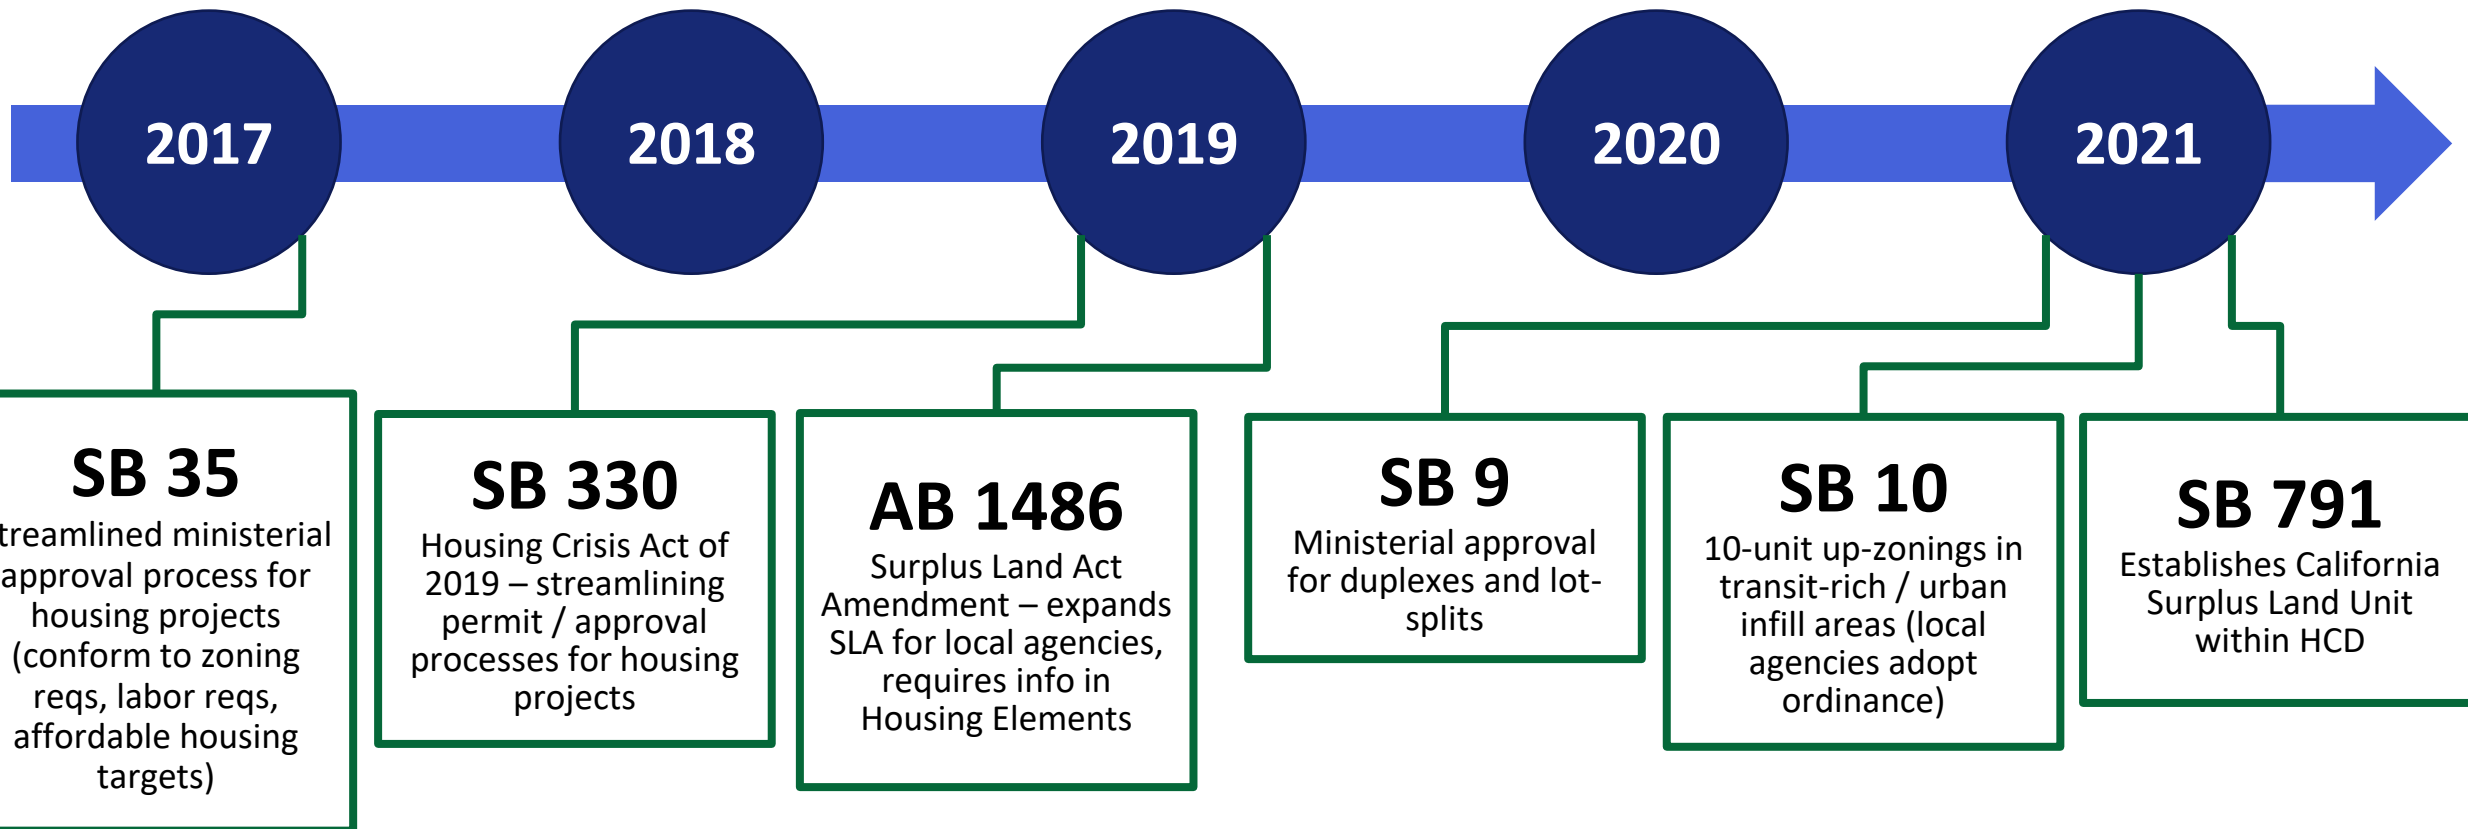 2017
2018
2019
2020
2021
SB 35
treamlined ministerial
approval process for
housing projects
(conform to zoning
reqs, labor reqs,
affordable housing
targets)
SB 330
Housing Crisis Act of
2019 – streamlining
permit / approval
processes for housing
projects
AB 1486
Surplus Land Act
Amendment – expands
SLA for local agencies,
requires info in
Housing Elements
SB 9
Ministerial approval
for duplexes and lot-
splits
SB 10
10-unit up-zonings in
transit-rich / urban
infill areas (local
agencies adopt
ordinance)
SB 791
Establishes California
Surplus Land Unit
within HCD